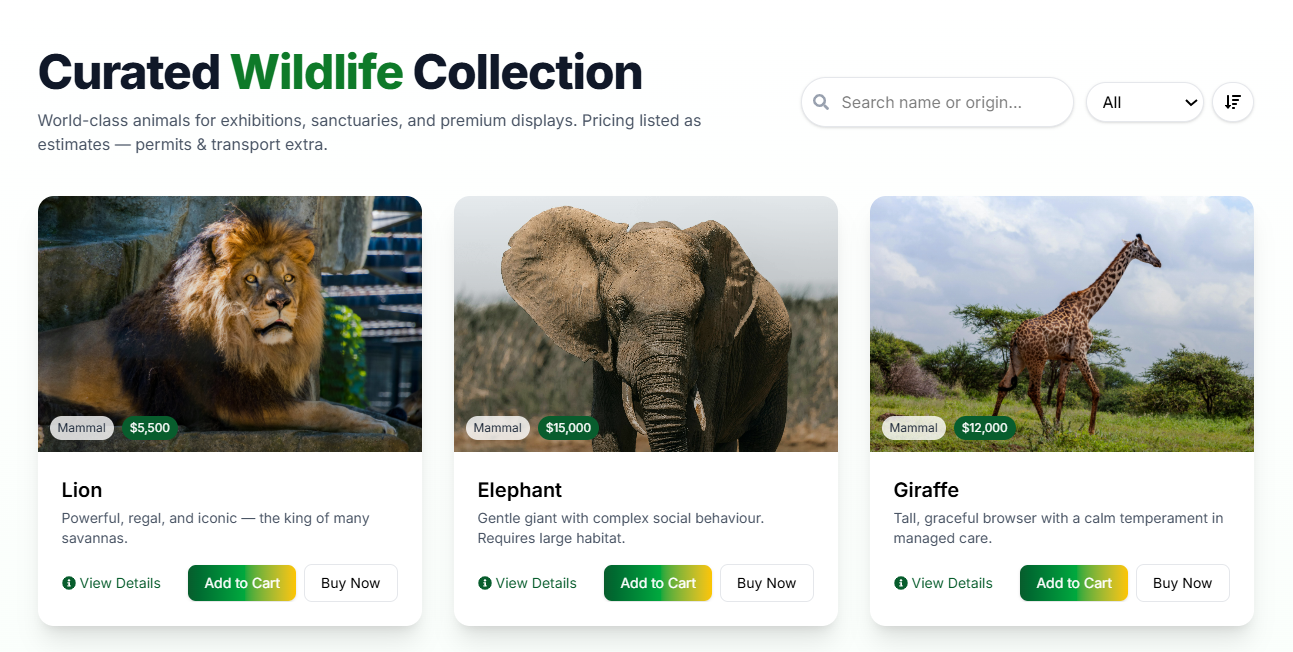 Curated Wildlife Collection
World-class animals for exhibitions, sanctuaries, and premium displays. Pricing listed as
estimates — permits & transport extra.
Search name or origin...
All
Mammal
$5,500
Lion
Powerful, regal, and iconic — the king of many
savannas.
View Details
Add to Cart
Buy Now
Mammal
$15,000
Elephant
Gentle giant with complex social behaviour.
Requires large habitat.
View Details
Add to Cart
Buy Now
Mammal
$12,000
Giraffe
Tall, graceful browser with a calm temperament in
managed care.
View Details
Add to Cart
Buy Now